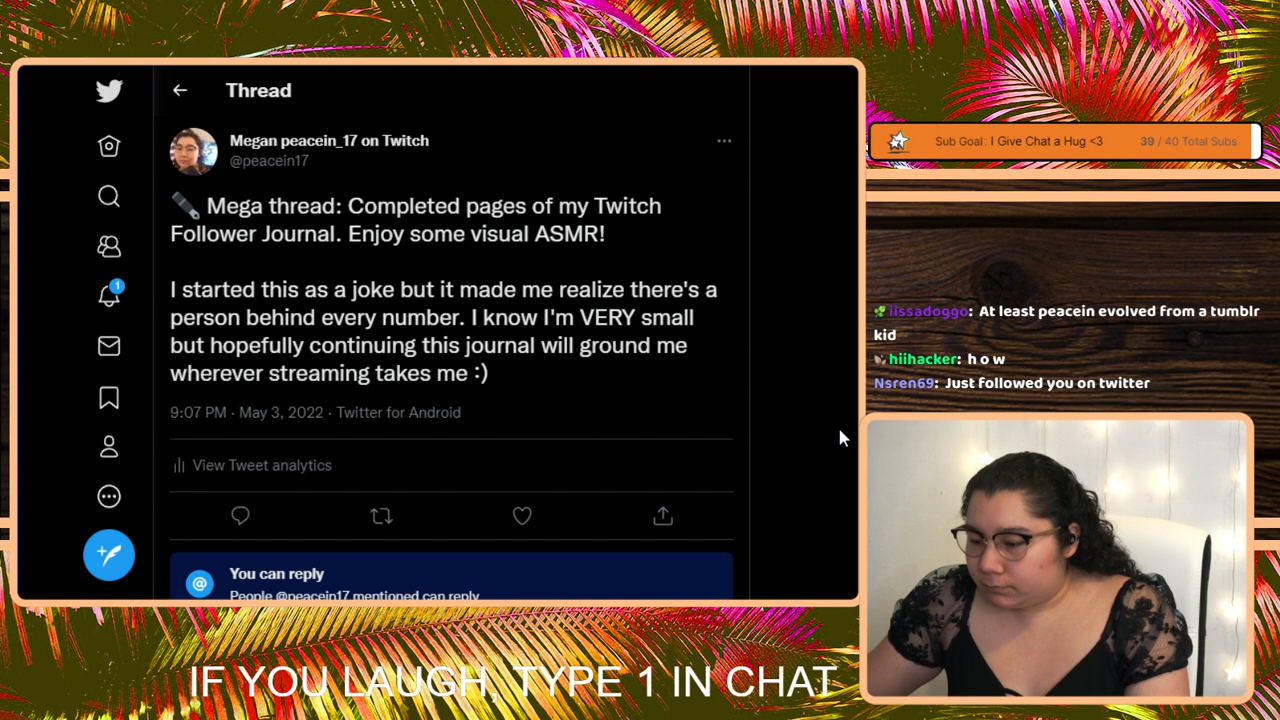 Thread
Megan peacein_17 on Twitch
@peacein17
Mega thread: Completed pages of my Twitch
Follower Journal. Enjoy some visual ASMR!
I started this as a joke but it made me realize there's a
person behind every number. I know I'm VERY small
but hopefully continuing this journal will ground me
wherever streaming takes me :)
9:07 PM · May 3, 2022 · Twitter for Android
View Tweet analytics
You can reply
People @peacein17 mentioned can reply
1
Sub Goal: I Give Chat a Hug <3 39 / 40 Total Subs
lissadoggo: At least peacein evolved from a tumblr
kid
hiihacker: h o w
Nsren69: Just followed you on twitter
IF YOU LAUGH, TYPE 1 IN CHAT